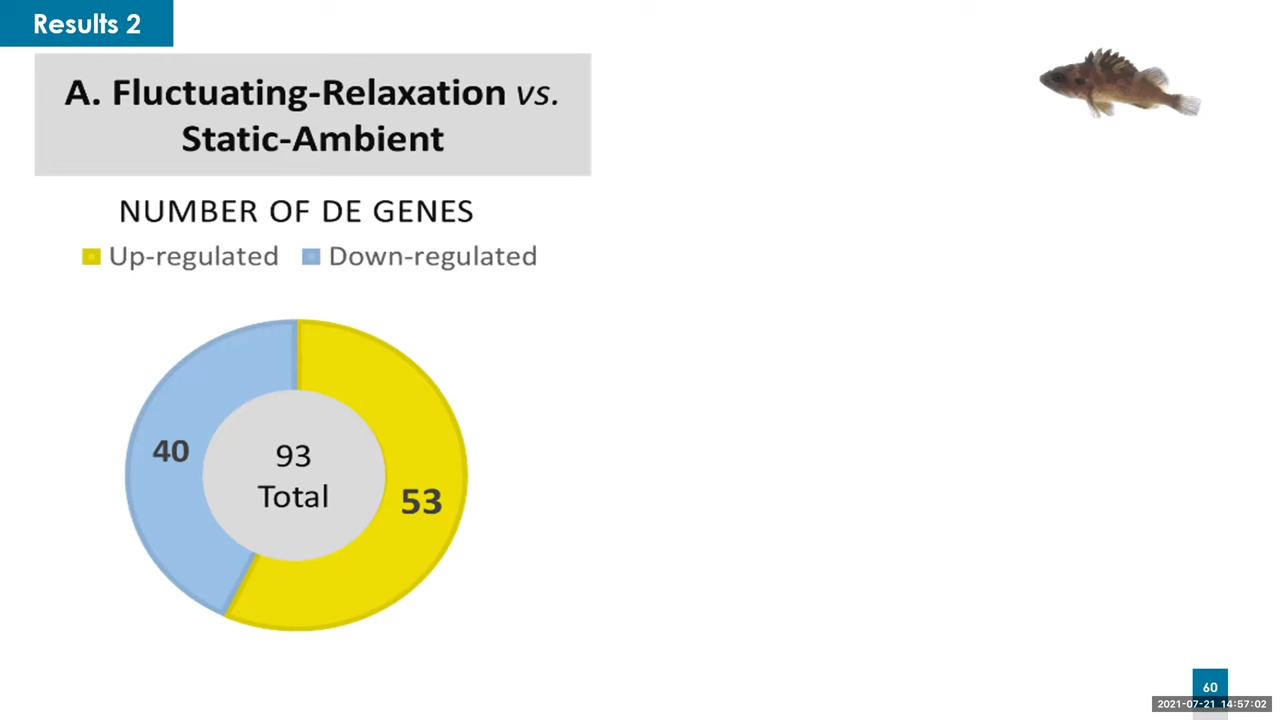 Results 2
A. Fluctuating-Relaxation vs.
Static-Ambient
NUMBER OF DE GENES
Up-regulated Down-regulated
40
93
Total
53
60
2021-07-21 14:57:02